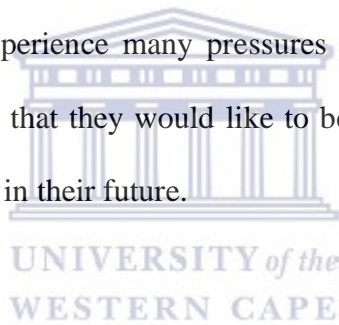 perience many pressures
that they would like to be
in their future.
UNIVERSITY of the
WESTERN CAPE